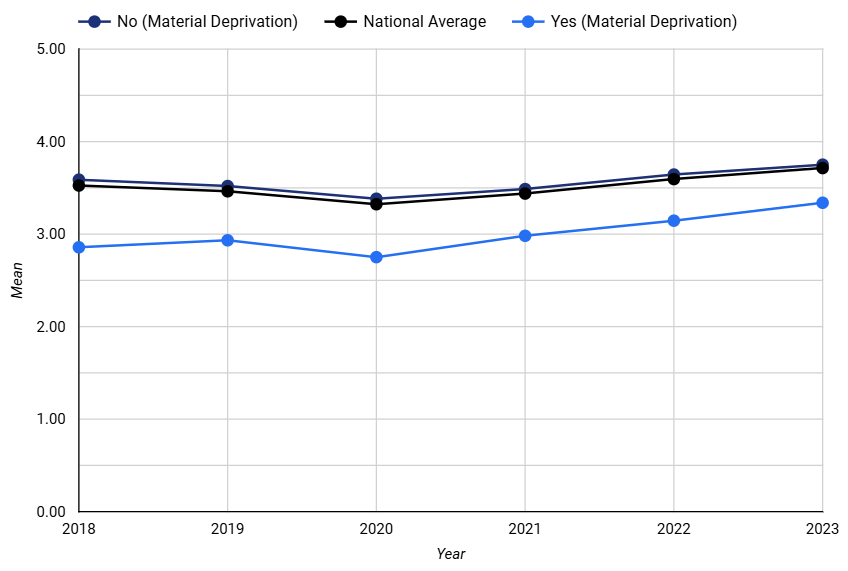 No (Material Deprivation) National Average Yes (Material Deprivation)
5.00
4.00
3.00
2.00
1.00
0.00
Mean
2018 2019 2020 2021 2022 2023
Year